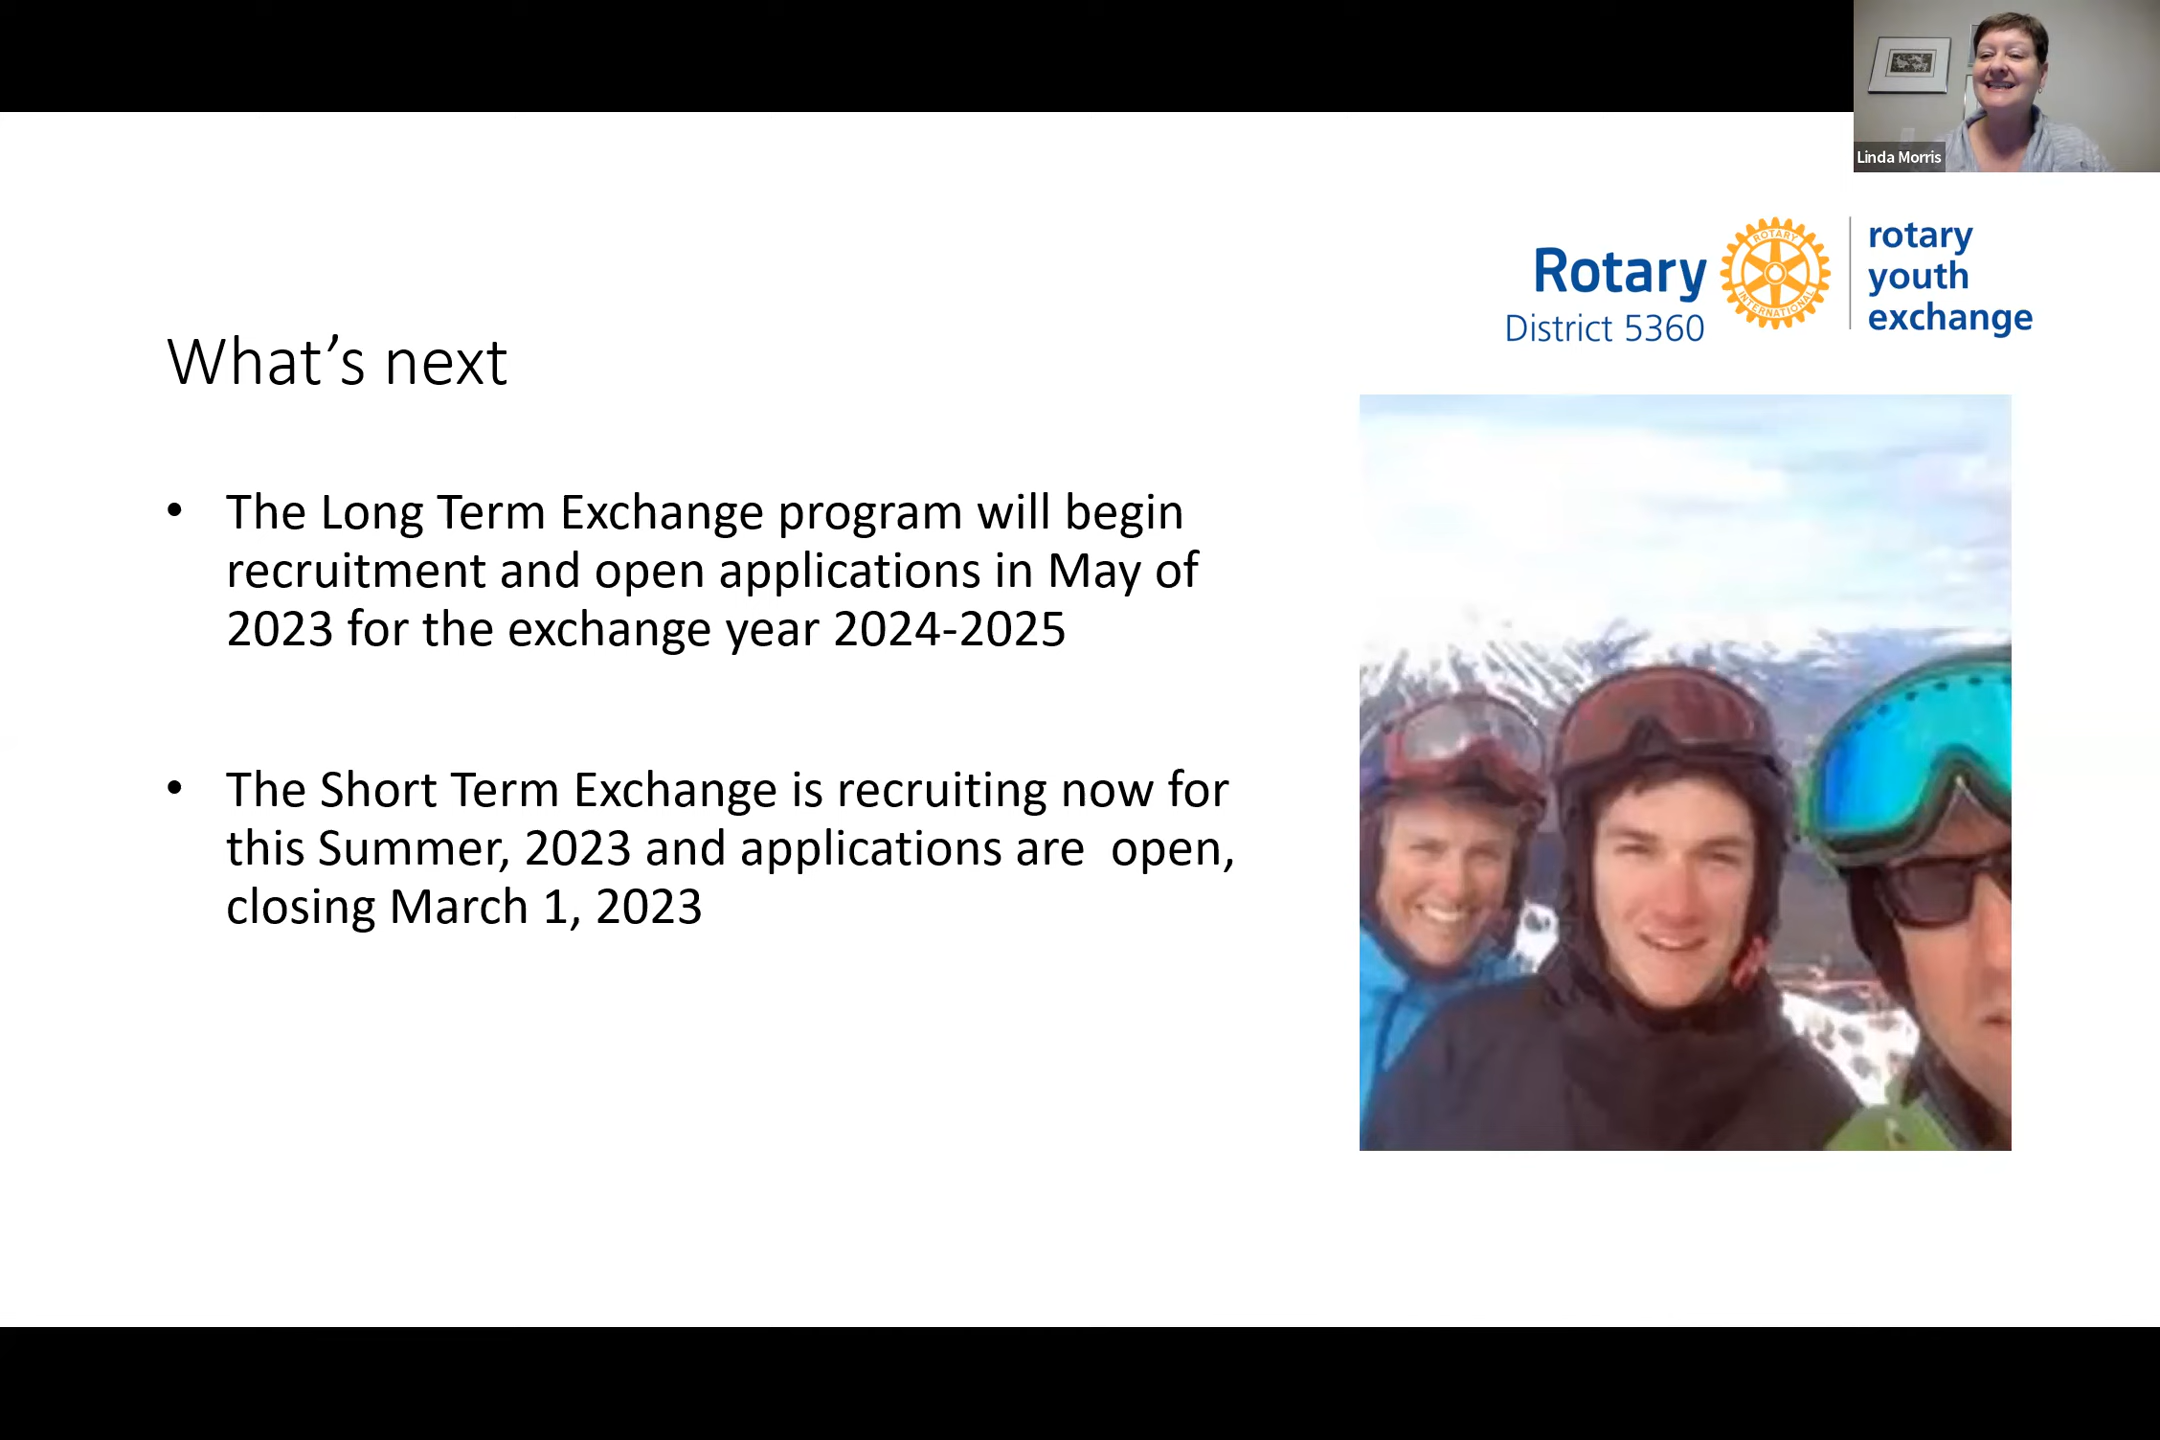 Linda Morris
Rotary
District 5360
ROTARY
INTERNATIONAL
rotary
youth
exchange
What’s next
• The Long Term Exchange program will begin
recruitment and open applications in May of
2023 for the exchange year 2024-2025
• The Short Term Exchange is recruiting now for
this Summer, 2023 and applications are  open,
closing March 1, 2023